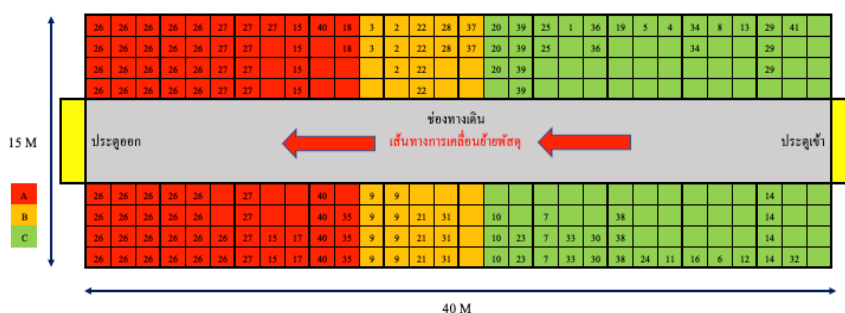 26 26 26 26 26 27 27 27 15 40 18 3 2 22 28 37 20 39 25 1 36 19 5 4 34 8 13 29 41
26 26 26 26 26 27 27 15 18 3 2 22 28 37 20 39 25 36 34 29
26 26 26 26 26 27 27 15 2 22 20 39 29
26 26 26 26 26 27 27 15 22 39
ช่องทางเดิน
15 M ประตูออก เส้นทางการเคลื่อนย้ายพัสดุ ประตูเข้า
A 26 26 26 26 26 27 40 9 9 14
B 26 26 26 26 26 27 40 35 9 9 21 31 10 7 38 14
C 26 26 26 26 26 26 27 15 17 40 35 9 9 21 31 10 23 7 33 30 38 14
26 26 26 26 26 26 27 15 17 40 35 9 9 21 31 10 23 7 33 30 38 24 11 16 6 12 14 32
40 M